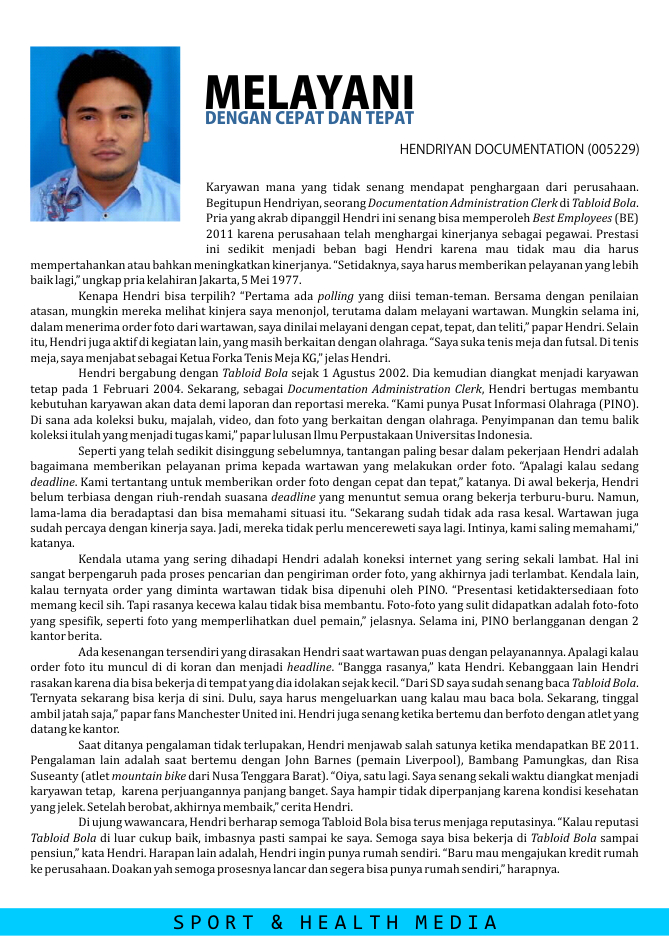 MELAYANI
DENGAN CEPAT DAN TEPAT
HENDRIYAN DOCUMENTATION (005229)
Karyawan mana yang tidak senang mendapat penghargaan dari perusahaan.
Begitupun Hendriyan, seorang Documentation Administration Clerk di Tabloid Bola.
Pria yang akrab dipanggil Hendri ini senang bisa memperoleh Best Employees (BE)
2011 karena perusahaan telah menghargai kinerjanya sebagai pegawai. Prestasi
ini sedikit menjadi beban bagi Hendri karena mau tidak mau dia harus
mempertahankan atau bahkan meningkatkan kinerjanya. “Setidaknya, saya harus memberikan pelayanan yang lebih
baik lagi,” ungkap pria kelahiran Jakarta, 5 Mei 1977.
Kenapa Hendri bisa terpilih? “Pertama ada polling yang diisi teman-teman. Bersama dengan penilaian
atasan, mungkin mereka melihat kinjera saya menonjol, terutama dalam melayani wartawan. Mungkin selama ini,
dalam menerima order foto dari wartawan, saya dinilai melayani dengan cepat, tepat, dan teliti,” papar Hendri. Selain
itu, Hendri juga aktif di kegiatan lain, yang masih berkaitan dengan olahraga. “Saya suka tenis meja dan futsal. Di tenis
meja, saya menjabat sebagai Ketua Forka Tenis Meja KG,” jelas Hendri.
Hendri bergabung dengan Tabloid Bola sejak 1 Agustus 2002. Dia kemudian diangkat menjadi karyawan
tetap pada 1 Februari 2004. Sekarang, sebagai Documentation Administration Clerk, Hendri bertugas membantu
kebutuhan karyawan akan data demi laporan dan reportasi mereka. “Kami punya Pusat Informasi Olahraga (PINO).
Di sana ada koleksi buku, majalah, video, dan foto yang berkaitan dengan olahraga. Penyimpanan dan temu balik
koleksi itulah yang menjadi tugas kami,” papar lulusan Ilmu Perpustakaan Universitas Indonesia.
Seperti yang telah sedikit disinggung sebelumnya, tantangan paling besar dalam pekerjaan Hendri adalah
bagaimana memberikan pelayanan prima kepada wartawan yang melakukan order foto. “Apalagi kalau sedang
deadline. Kami tertantang untuk memberikan order foto dengan cepat dan tepat,” katanya. Di awal bekerja, Hendri
belum terbiasa dengan riuh-rendah suasana deadline yang menuntut semua orang bekerja terburu-buru. Namun,
lama-lama dia beradaptasi dan bisa memahami situasi itu. “Sekarang sudah tidak ada rasa kesal. Wartawan juga
sudah percaya dengan kinerja saya. Jadi, mereka tidak perlu mencereweti saya lagi. Intinya, kami saling memahami,”
katanya.
Kendala utama yang sering dihadapi Hendri adalah koneksi internet yang sering sekali lambat. Hal ini
sangat berpengaruh pada proses pencarian dan pengiriman order foto, yang akhirnya jadi terlambat. Kendala lain,
kalau ternyata order yang diminta wartawan tidak bisa dipenuhi oleh PINO. “Presentasi ketidaktersediaan foto
memang kecil sih. Tapi rasanya kecewa kalau tidak bisa membantu. Foto-foto yang sulit didapatkan adalah foto-foto
yang spesifik, seperti foto yang memperlihatkan duel pemain,” jelasnya. Selama ini, PINO berlangganan dengan 2
kantor berita.
Ada kesenangan tersendiri yang dirasakan Hendri saat wartawan puas dengan pelayanannya. Apalagi kalau
order foto itu muncul di di koran dan menjadi headline. “Bangga rasanya,” kata Hendri. Kebanggaan lain Hendri
rasakan karena dia bisa bekerja di tempat yang dia idolakan sejak kecil. “Dari SD saya sudah senang baca Tabloid Bola.
Ternyata sekarang bisa kerja di sini. Dulu, saya harus mengeluarkan uang kalau mau baca bola. Sekarang, tinggal
ambil jatah saja,” papar fans Manchester United ini. Hendri juga senang ketika bertemu dan berfoto dengan atlet yang
datang ke kantor.
Saat ditanya pengalaman tidak terlupakan, Hendri menjawab salah satunya ketika mendapatkan BE 2011.
Pengalaman lain adalah saat bertemu dengan John Barnes (pemain Liverpool), Bambang Pamungkas, dan Risa
Suseanty (atlet mountain bike dari Nusa Tenggara Barat). “Oiya, satu lagi. Saya senang sekali waktu diangkat menjadi
karyawan tetap, karena perjuangannya panjang banget. Saya hampir tidak diperpanjang karena kondisi kesehatan
yang jelek. Setelah berobat, akhirnya membaik,” cerita Hendri.
Di ujung wawancara, Hendri berharap semoga Tabloid Bola bisa terus menjaga reputasinya. “Kalau reputasi
Tabloid Bola di luar cukup baik, imbasnya pasti sampai ke saya. Semoga saya bisa bekerja di Tabloid Bola sampai
pensiun,” kata Hendri. Harapan lain adalah, Hendri ingin punya rumah sendiri. “Baru mau mengajukan kredit rumah
ke perusahaan. Doakan yah semoga prosesnya lancar dan segera bisa punya rumah sendiri,” harapnya.
SPORT & HEALTH MEDIA